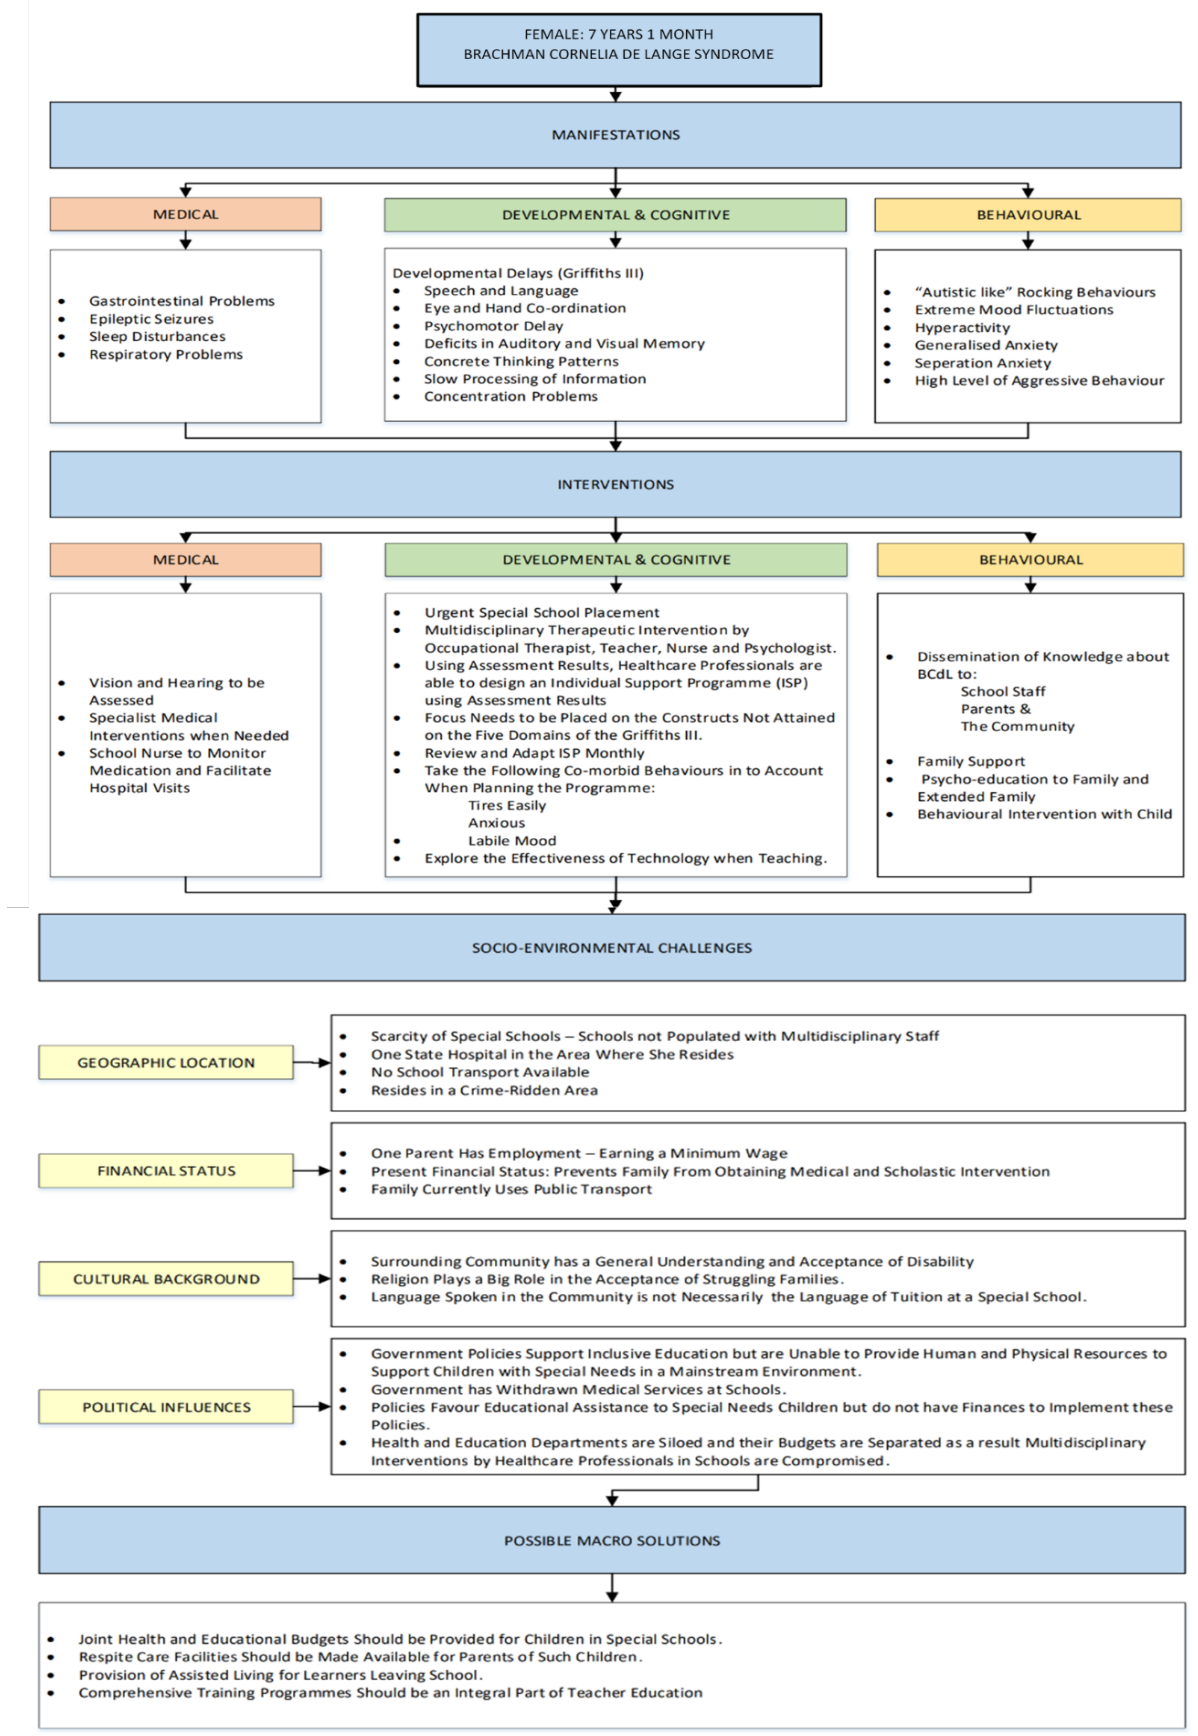 FEMALE: 7 YEARS 1 MONTH
BRACHMAN CORNELIA DE LANGE SYNDROME
MANIFESTATIONS
MEDICAL
• Gastrointestinal Problems
• Epileptic Seizures
• Sleep Disturbances
• Respiratory Problems
DEVELOPMENTAL & COGNITIVE
Developmental Delays (Griffiths III)
• Speech and Language
• Eye and Hand Co-ordination
• Psychomotor Delay
• Deficits in Auditory and Visual Memory
• Concrete Thinking Patterns
• Slow Processing of Information
• Concentration Problems
BEHAVIOURAL
• “Autistic like” Rocking Behaviours
• Extreme Mood Fluctuations
• Hyperactivity
• Generalised Anxiety
• Seperation Anxiety
• High Level of Aggressive Behaviour
INTERVENTIONS
MEDICAL
• Vision and Hearing to be
Assessed
• Specialist Medical
Interventions when Needed
• School Nurse to Monitor
Medication and Facilitate
Hospital Visits
DEVELOPMENTAL & COGNITIVE
• Urgent Special School Placement
• Multidisciplinary Therapeutic Intervention by
Occupational Therapist, Teacher, Nurse and Psychologist.
• Using Assessment Results, Healthcare Professionals are
able to design an Individual Support Programme (ISP)
using Assessment Results
• Focus Needs to be Placed on the Constructs Not Attained
on the Five Domains of the Griffiths III.
• Review and Adapt ISP Monthly
• Take the Following Co-morbid Behaviours in to Account
When Planning the Programme:
Tires Easily
Anxious
• Labile Mood
• Explore the Effectiveness of Technology when Teaching.
BEHAVIOURAL
• Dissemination of Knowledge about
BCdL to:
School Staff
Parents &
The Community
• Family Support
• Psycho-education to Family and
Extended Family
• Behavioural Intervention with Child
SOCIO-ENVIRONMENTAL CHALLENGES
GEOGRAPHIC LOCATION
• Scarcity of Special Schools – Schools not Populated with Multidisciplinary Staff
• One State Hospital in the Area Where She Resides
• No School Transport Available
• Resides in a Crime-Ridden Area
FINANCIAL STATUS
• One Parent Has Employment – Earning a Minimum Wage
• Present Financial Status: Prevents Family From Obtaining Medical and Scholastic Intervention
• Family Currently Uses Public Transport
CULTURAL BACKGROUND
• Surrounding Community has a General Understanding and Acceptance of Disability
• Religion Plays a Big Role in the Acceptance of Struggling Families.
• Language Spoken in the Community is not Necessarily the Language of Tuition at a Special School.
POLITICAL INFLUENCES
• Government Policies Support Inclusive Education but are Unable to Provide Human and Physical Resources to
Support Children with Special Needs in a Mainstream Environment.
• Government has Withdrawn Medical Services at Schools.
• Policies Favour Educational Assistance to Special Needs Children but do not have Finances to Implement these
Policies.
• Health and Education Departments are Siloed and their Budgets are Separated as a result Multidisciplinary
Interventions by Healthcare Professionals in Schools are Compromised.
POSSIBLE MACRO SOLUTIONS
• Joint Health and Educational Budgets Should be Provided for Children in Special Schools.
• Respite Care Facilities Should be Made Available for Parents of Such Children.
• Provision of Assisted Living for Learners Leaving School.
• Comprehensive Training Programmes Should be an Integral Part of Teacher Education